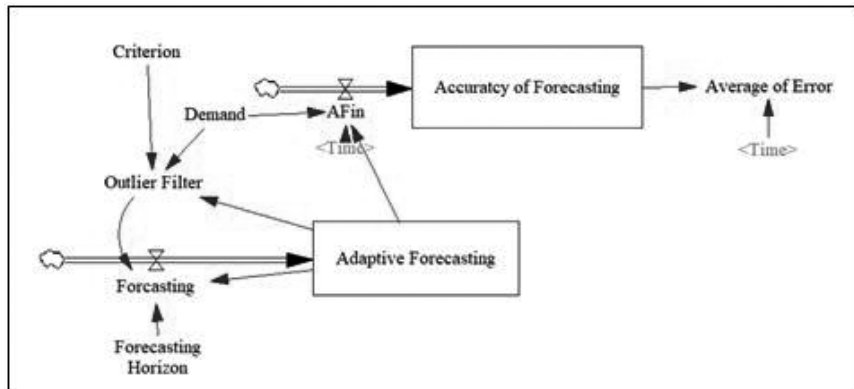 Criterion
Accuratcy of Forecasting
Average of Error
Demand
AFin
<Time>
<Time>
Outlier Filter
Adaptive Forecasting
Forcasting
Forecasting
Horizon